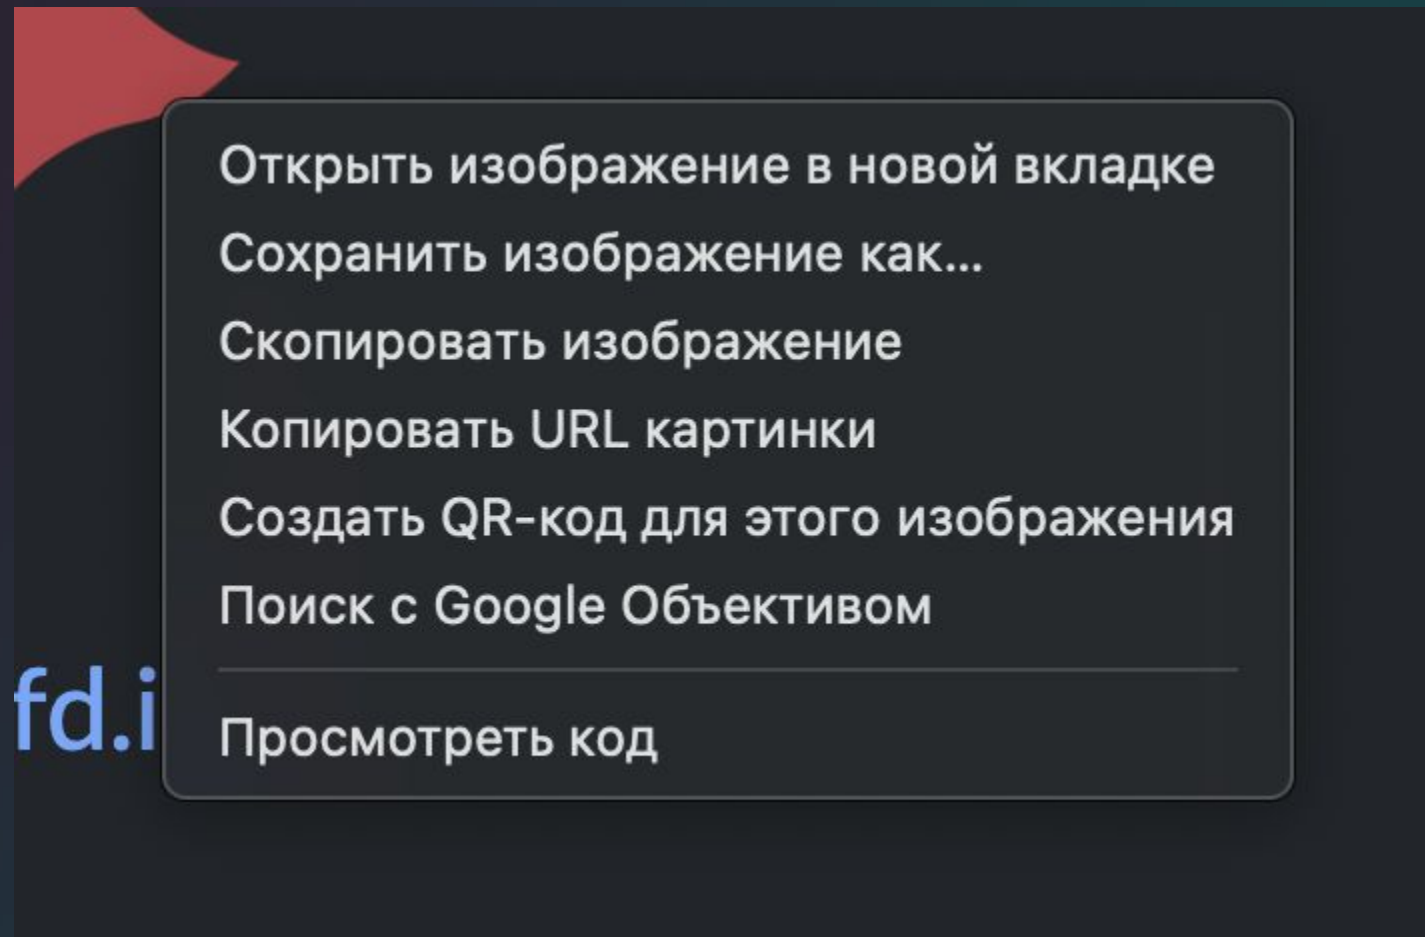 Открыть изображение в новой вкладке
Сохранить изображение как...
Скопировать изображение
Копировать URL картинки
Создать QR-код для этого изображения
Поиск с Google Объективом
fd.i
Просмотреть код